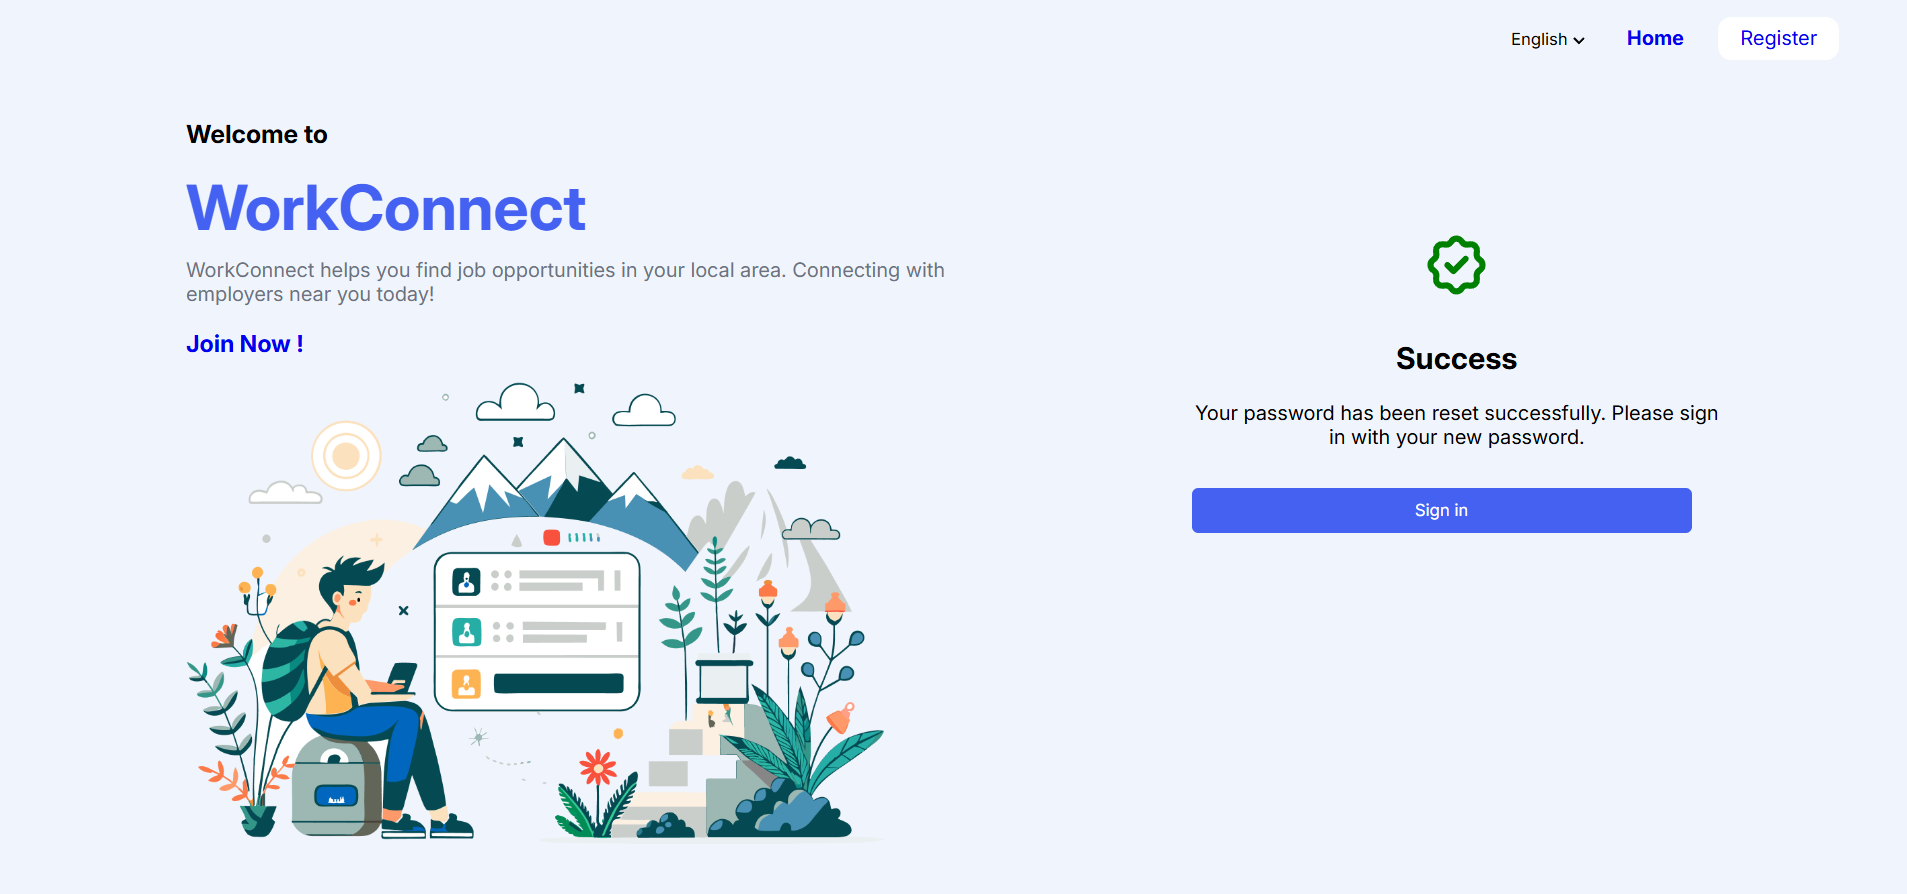 English
Home
Register
Welcome to
WorkConnect
WorkConnect helps you find job opportunities in your local area. Connecting with
employers near you today!
Join Now !
Success
Your password has been reset successfully. Please sign
in with your new password.
Sign in